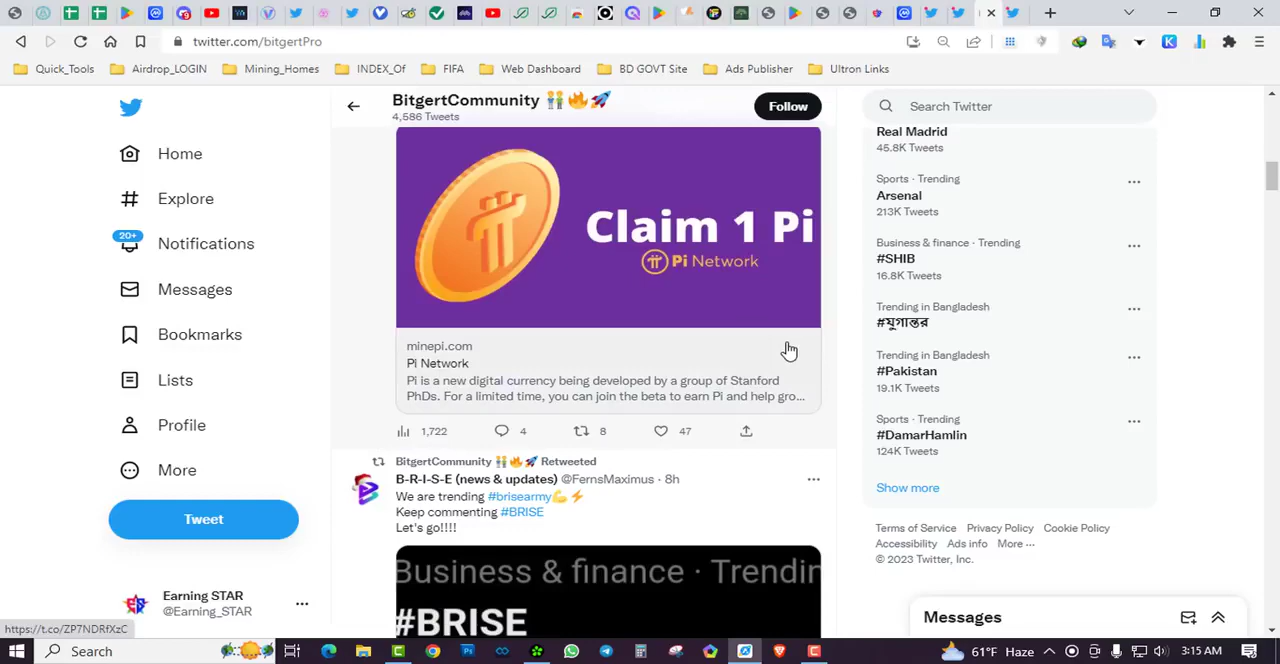 twitter.com/bitgertPro
Quick_Tools
Airdrop_LOGIN
Mining_Homes
INDEX_Of
FIFA
Web Dashboard
BD GOVT Site
Ads Publisher
Ultron Links
Home
Explore
20+
Notifications
Messages
Bookmarks
Lists
Profile
More
Tweet
Earning STAR
@Earning_STAR
https://t.co/ZP7NDRfXzC
BitgertCommunity 👬🔥🚀
4,586 Tweets
Follow
Claim 1 Pi
Pi Network
minepi.com
Pi Network
Pi is a new digital currency being developed by a group of Stanford
PhDs. For a limited time, you can join the beta to earn Pi and help gro...
1,722
4
8
47
BitgertCommunity 👬🔥🚀 Retweeted
B-R-I-S-E (news & updates) @FernsMaximus · 8h
We are trending #brisearmy💪⚡
Keep commenting #BRISE
Let's go!!!!
Business & finance · Trendin
#BRISE
Search Twitter
Real Madrid
45.8K Tweets
Sports · Trending
Arsenal
213K Tweets
Business & finance · Trending
#SHIB
16.8K Tweets
Trending in Bangladesh
#যুগান্তর
Trending in Bangladesh
#Pakistan
19.1K Tweets
Sports · Trending
#DamarHamlin
124K Tweets
Show more
Terms of Service Privacy Policy Cookie Policy
Accessibility Ads info More ...
© 2023 Twitter, Inc.
Messages
Search
61°F Haze
3:15 AM